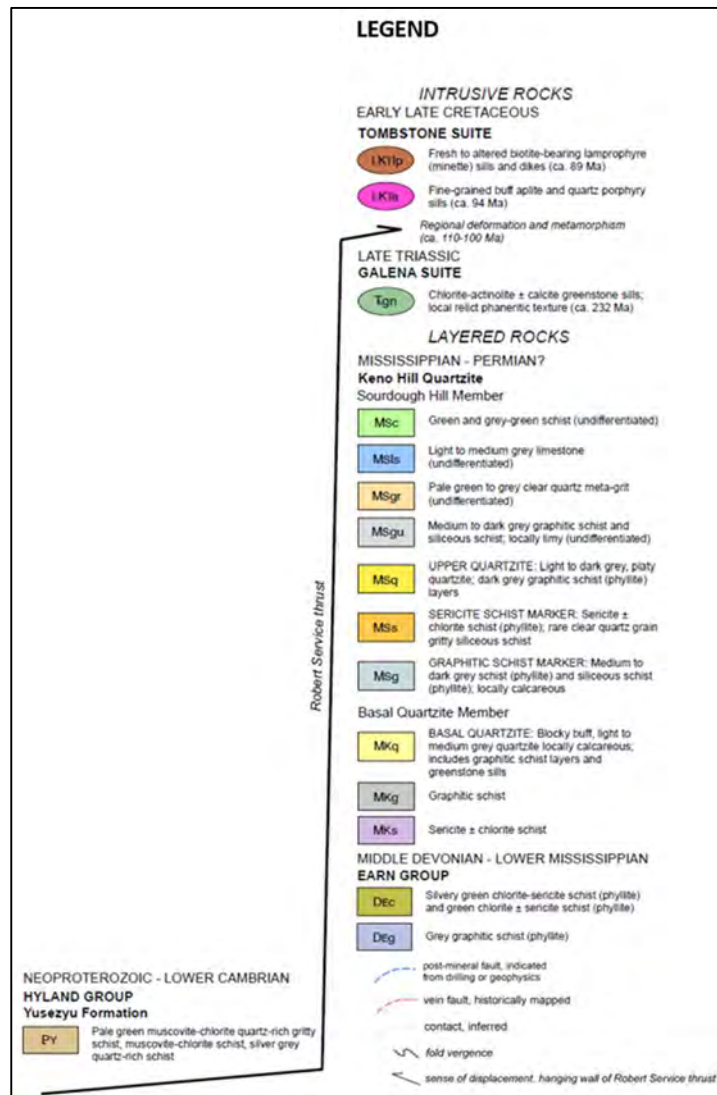 LEGEND
INTRUSIVE ROCKS
EARLY LATE CRETACEOUS
TOMBSTONE SUITE
Fresh to altered biotite-bearing lamprophyre
(minette) sills and dikes (ca. 89 Ma)
Fine-grained buff aplite and quartz porphyry
sills (ca. 94 Ma)
Regional deformation and metamorphism
(ca. 110-100 Ma)
LATE TRIASSIC
GALENA SUITE
Tgn
Chlorite-actinolite ± calcite greenstone sills;
local relict phaneritic texture (ca. 232 Ma)
LAYERED ROCKS
MISSISSIPPIAN - PERMIAN?
Keno Hill Quartzite
Sourdough Hill Member
MSc
Green and grey-green schist (undifferentiated)
MSls
Light to medium grey limestone
(undifferentiated)
MSgr
Pale green to grey clear quartz meta-grit
(undifferentiated)
MSgu
Medium to dark grey graphitic schist and
siliceous schist; locally limy (undifferentiated)
MSq
UPPER QUARTZITE: Light to dark grey, platy
quartzite; dark grey graphitic schist (phyllite)
layers
MSs
SERICITE SCHIST MARKER: Sericite ±
chlorite schist (phyllite); rare clear quartz grain
gritty siliceous schist
MSg
GRAPHITIC SCHIST MARKER: Medium to
dark grey schist (phyllite) and siliceous schist
(phyllite); locally calcareous
Basal Quartzite Member
MKq
BASAL QUARTZITE: Blocky buff, light to
medium grey quartzite locally calcareous;
includes graphitic schist layers and
greenstone sills
MKg
Graphitic schist
MKs
Sericite ± chlorite schist
MIDDLE DEVONIAN - LOWER MISSISSIPPIAN
EARN GROUP
DEc
Silvery green chlorite-sericite schist (phyllite)
and green chlorite ± sericite schist (phyllite)
DEg
Grey graphitic schist (phyllite)
post-mineral fault, indicated
from drilling or geophysics
vein fault, historically mapped
contact, inferred
fold vergence
sense of displacement, hanging wall of Robert Service thrust
Robert Service thrust
NEOPROTEROZOIC - LOWER CAMBRIAN
HYLAND GROUP
Yusezyu Formation
PY
Pale green muscovite-chlorite quartz-rich gritty
schist, muscovite-chlorite schist, silver grey
quartz-rich schist